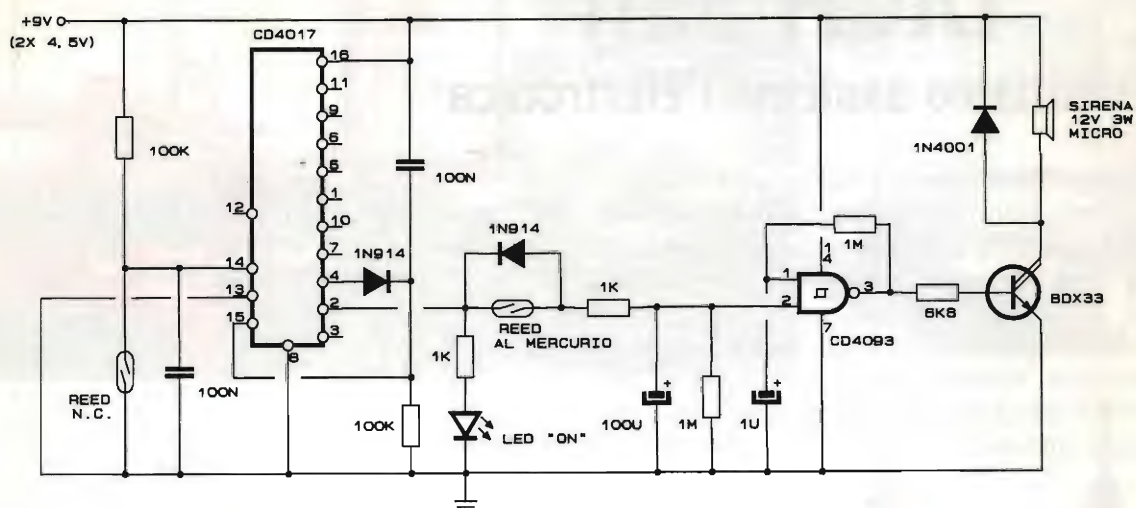 +9V
(2X 4,5V)
CD4017
16
11
9
6
6
1
10
7
4
2
3
12
14
13
15
8
100K
REED
N.C.
100N
1N914
100N
100K
1K
LED "ON"
1N914
REED
AL MERCURIO
1K
100U
+
1M
1U
+
1M
1
4
1
2
3
7
CD4093
6K8
BDX33
1N4001
SIRENA
12V 3W
MICRO